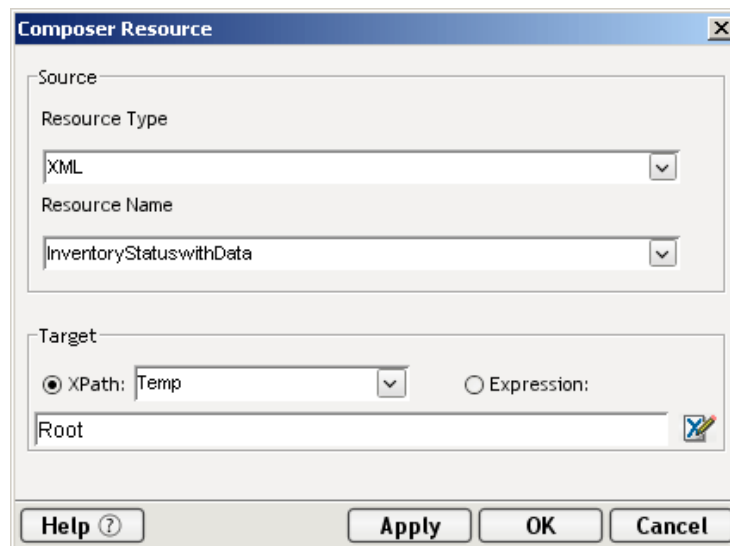 Composer Resource
Source
Resource Type
XML
Resource Name
InventoryStatuswithData
Target
XPath: Temp Expression:
Root
Help ? Apply OK Cancel